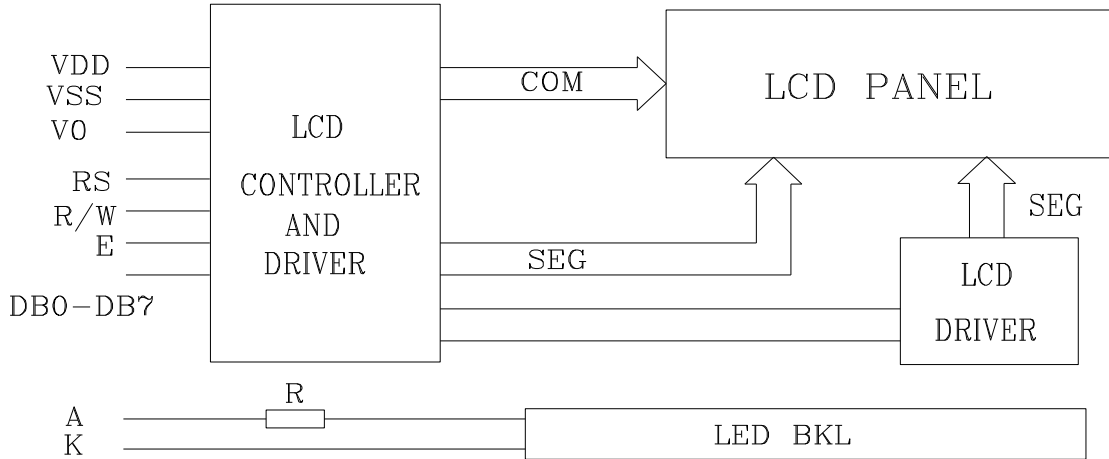 VDD
VSS
V0
RS
R/W
E
DB0-DB7
LCD
CONTROLLER
AND
DRIVER
COM
LCD PANEL
SEG
SEG
LCD
DRIVER
A
R
K
LED BKL